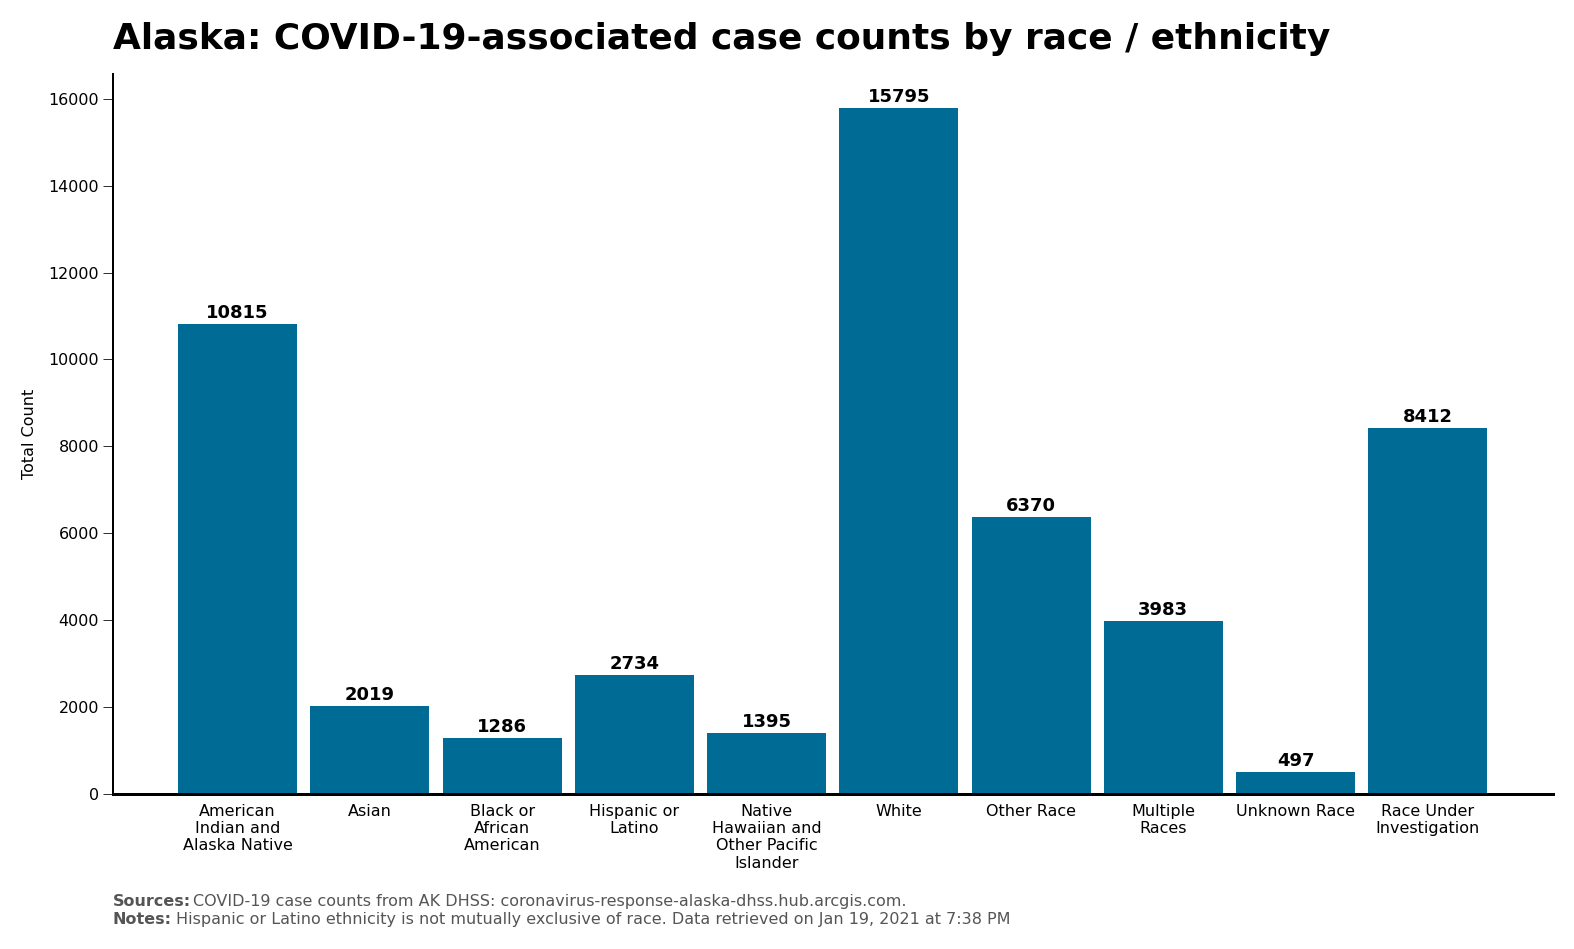 Alaska: COVID-19-associated case counts by race / ethnicity
Total Count
16000
14000
12000
10000
8000
6000
4000
2000
0
10815
2019
1286
2734
1395
15795
6370
3983
497
8412
American
Indian and
Alaska Native
Asian
Black or
African
American
Hispanic or
Latino
Native
Hawaiian and
Other Pacific
Islander
White
Other Race
Multiple
Races
Unknown Race
Race Under
Investigation
Sources: COVID-19 case counts from AK DHSS: coronavirus-response-alaska-dhss.hub.arcgis.com.
Notes: Hispanic or Latino ethnicity is not mutually exclusive of race. Data retrieved on Jan 19, 2021 at 7:38 PM